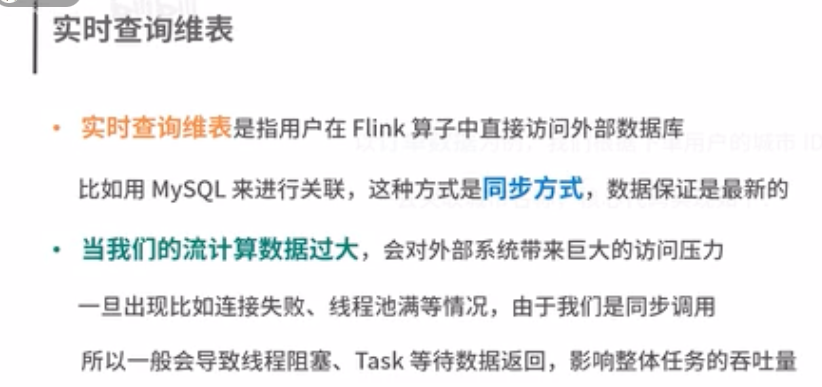 实时查询维表
• 实时查询维表是指用户在 Flink 算子中直接访问外部数据库
比如用 MySQL 来进行关联，这种方式是同步方式，数据保证是最新的
• 当我们的流计算数据过大，会对外部系统带来巨大的访问压力
一旦出现比如连接失败、线程池满等情况，由于我们是同步调用
所以一般会导致线程阻塞、Task 等待数据返回，影响整体任务的吞吐量